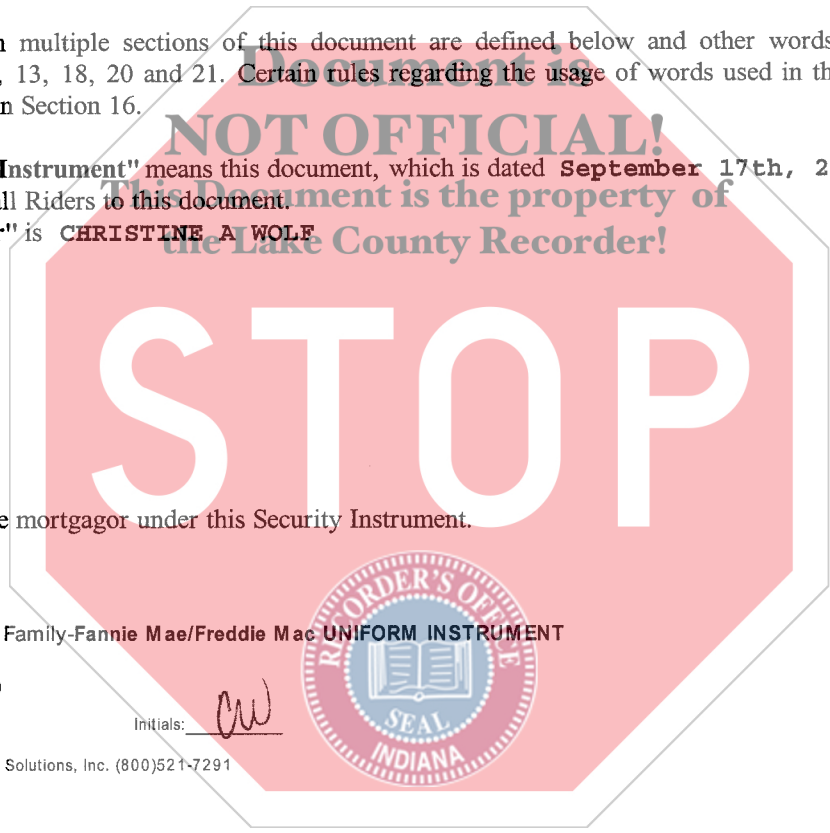 n multiple sections of this document are defined below and other words
, 13, 18, 20 and 21. Certain rules regarding the usage of words used in th
n Section 16.
Document is
NOT OFFICIAL!
Instrument" means this document, which is dated September 17th, 2
This Document is the property of
all Riders to this document.
r" is CHRISTINE A WOLF
the Lake County Recorder!
STOP
e mortgagor under this Security Instrument.
RECORDER'S OFFICE
Family-Fannie Mae/Freddie Mac UNIFORM INSTRUMENT
SEAL
INDIANA
Initials: CW
Solutions, Inc. (800)521-7291